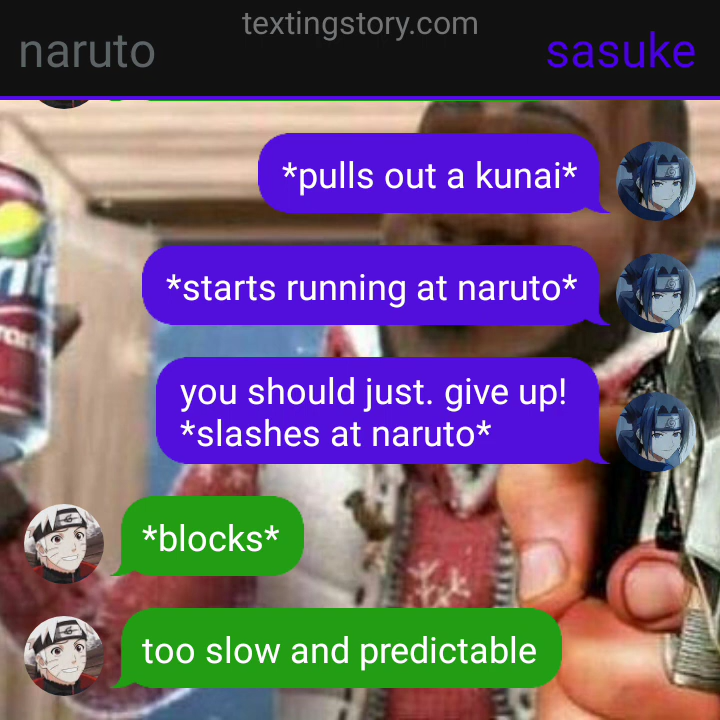 textingstory.com
naruto
sasuke
*pulls out a kunai*
*starts running at naruto*
you should just. give up!
*slashes at naruto*
*blocks*
too slow and predictable